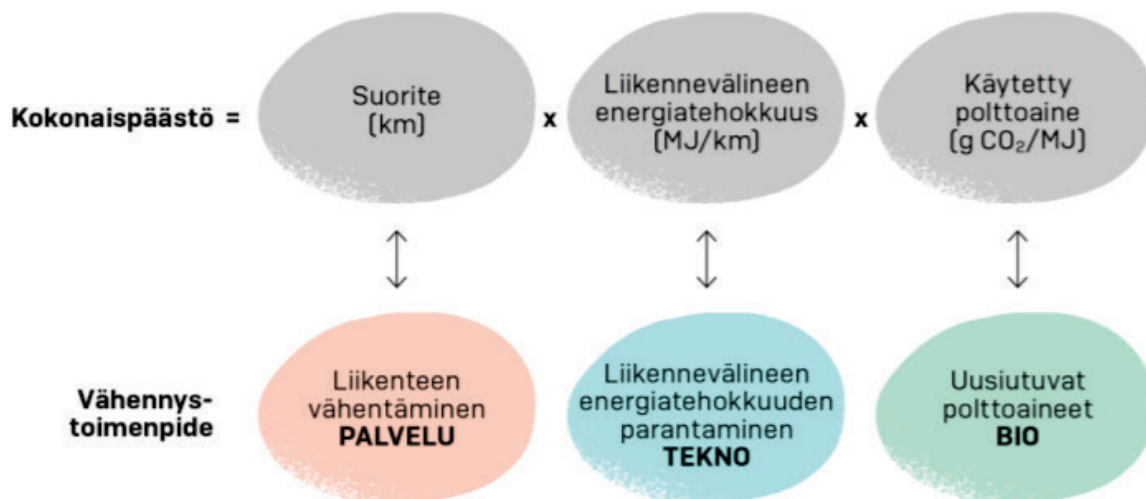 Kokonaispäästö =
Suorite
(km)
x
Liikennevälineen
energiatehokkuus
(MJ/km)
x
Käytetty
polttoaine
(g CO₂/MJ)
Vähennys-
toimenpide
Liikenteen
vähentäminen
PALVELU
Liikennevälineen
energiatehokkuuden
parantaminen
TEKNO
Uusiutuvat
polttoaineet
BIO